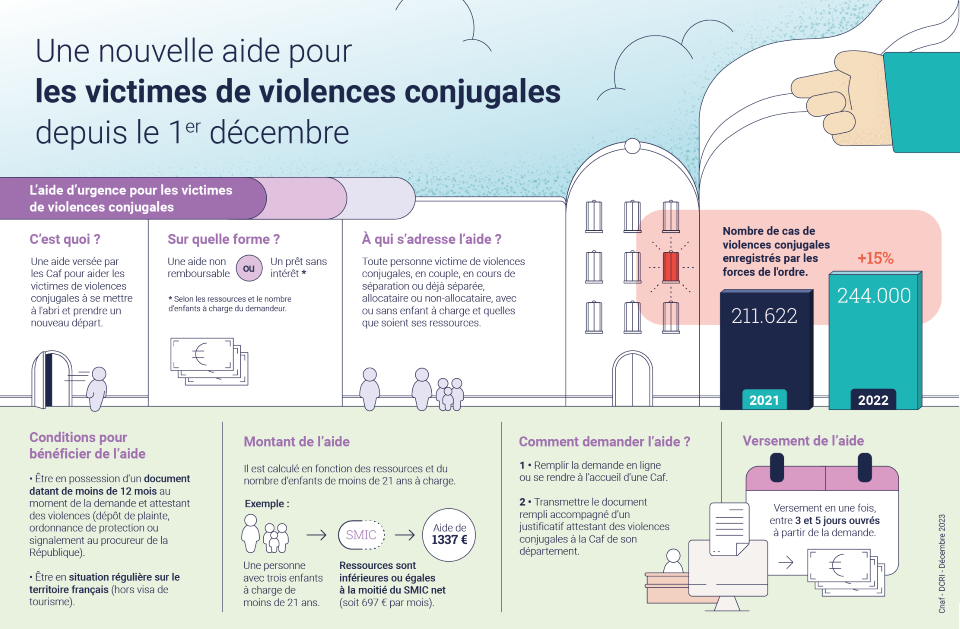 Une nouvelle aide pour
les victimes de violences conjugales
depuis le 1er décembre
L'aide d'urgence pour les victimes
de violences conjugales
C'est quoi ?
Une aide versée par
les Caf pour aider les
victimes de violences
conjugales à se mettre
à l'abri et prendre un
nouveau départ.
Sur quelle forme ?
Une aide non
remboursable
ou
Un prêt sans
intérêt *
* Selon les ressources et le nombre
d'enfants à charge du demandeur.
€
À qui s'adresse l'aide ?
Toute personne victime de violences
conjugales, en couple, en cours de
séparation ou déjà séparée,
allocataire ou non-allocataire, avec
ou sans enfant à charge et quelles
que soient ses ressources.
Nombre de cas de
violences conjugales
enregistrés par les
forces de l'ordre.
+15%
211.622
244.000
2021
2022
Conditions pour
bénéficier de l'aide
• Être en possession d'un document
datant de moins de 12 mois au
moment de la demande et attestant
des violences (dépôt de plainte,
ordonnance de protection ou
signalement au procureur de la
République).
• Être en situation régulière sur le
territoire français (hors visa de
tourisme).
Montant de l'aide
Il est calculé en fonction des ressources et du
nombre d'enfants de moins de 21 ans à charge.
Exemple :
SMIC
Aide de
1337 €
Une personne
avec trois enfants
à charge de
moins de 21 ans.
Ressources sont
inférieures ou égales
à la moitié du SMIC net
(soit 697 € par mois).
Comment demander l'aide ?
1 • Remplir la demande en ligne
ou se rendre à l'accueil d'une Caf.
2 • Transmettre le document
rempli accompagné d'un
justificatif attestant des violences
conjugales à la Caf de son
département.
Versement de l'aide
Versement en une fois,
entre 3 et 5 jours ouvrés
à partir de la demande.
€
Cnaf - DCRI - Décembre 2023